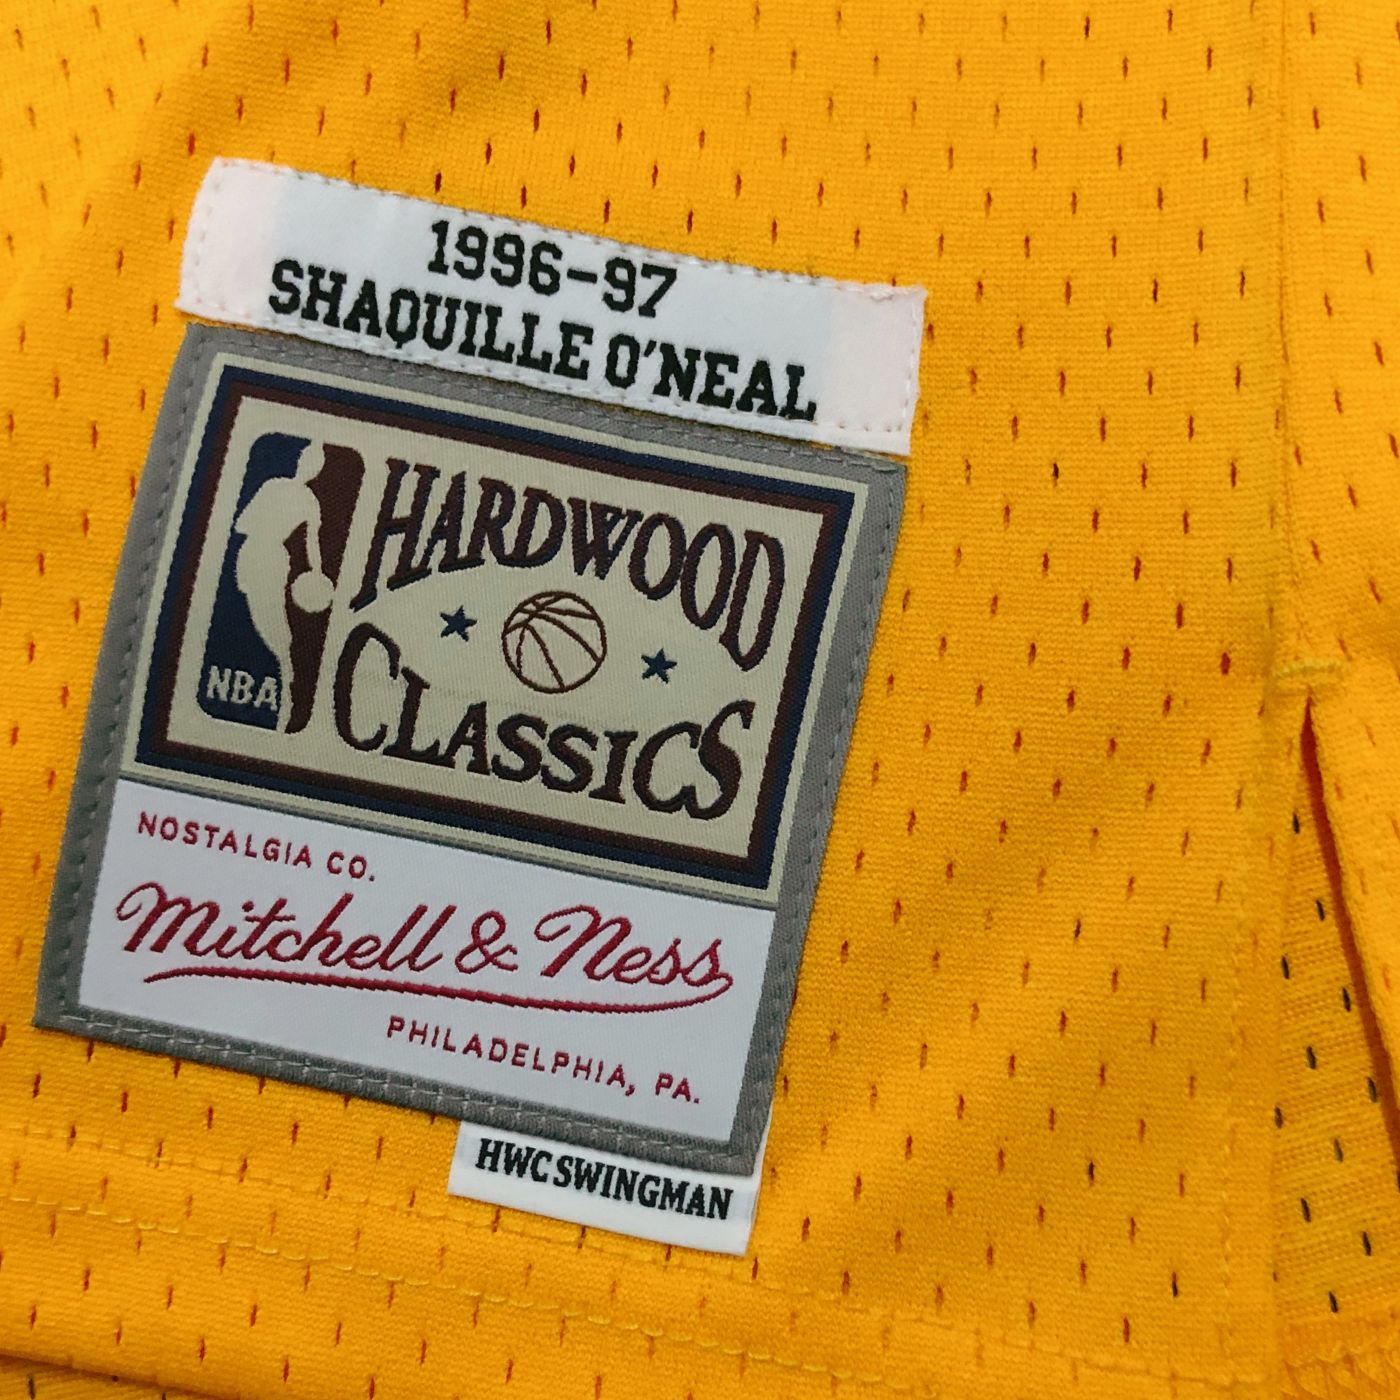 1996-97
SHAQUILLE O'NEAL
HARDWOOD
CLASSICS
NBA
NOSTALGIA CO.
Mitchell & Ness
PHILADELPHIA, PA.
HWC SWINGMAN